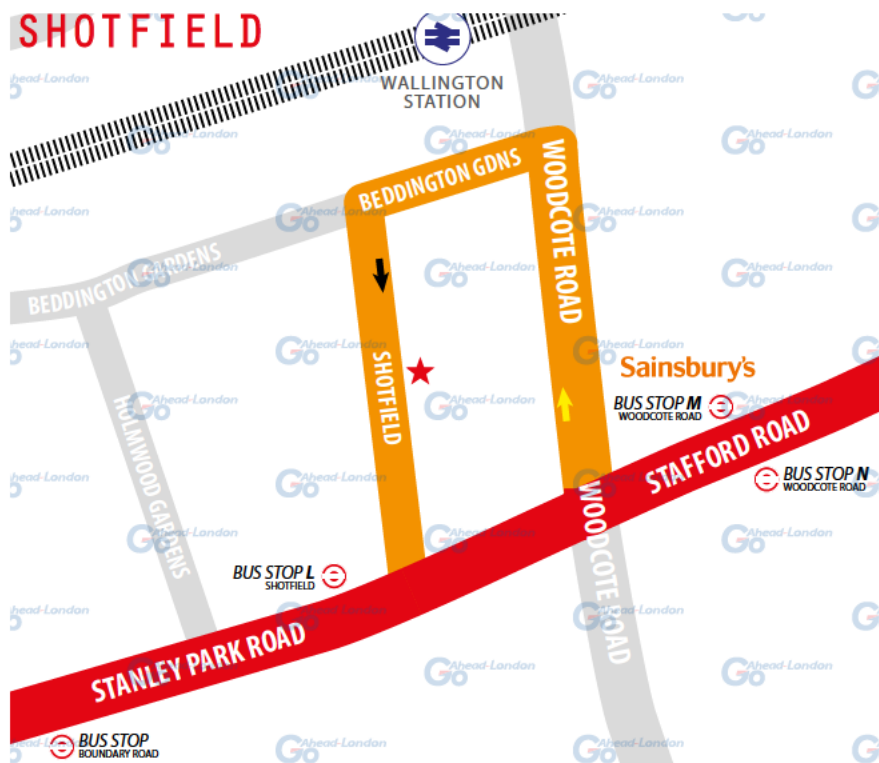 SHOTFIELD
WALLINGTON
STATION
BEDDINGTON GDNS
WOODCOTE ROAD
BEDDINGTON GARDENS
SHOTFIELD
HOLMWOOD GARDENS
Sainsbury's
BUS STOP M
WOODCOTE ROAD
STAFFORD ROAD
BUS STOP N
WOODCOTE ROAD
WOODCOTE ROAD
BUS STOP L
SHOTFIELD
STANLEY PARK ROAD
BUS STOP
BOUNDARY ROAD
Go Ahead-London